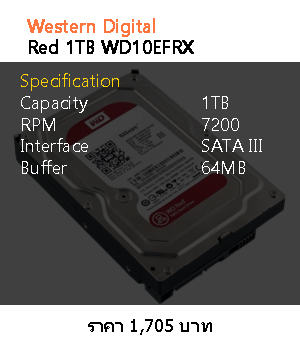 Western Digital
Red 1TB WD10EFRX
Specification
Capacity 1TB
RPM 7200
Interface SATA III
Buffer 64MB
WD
ราคา 1,705 บาท